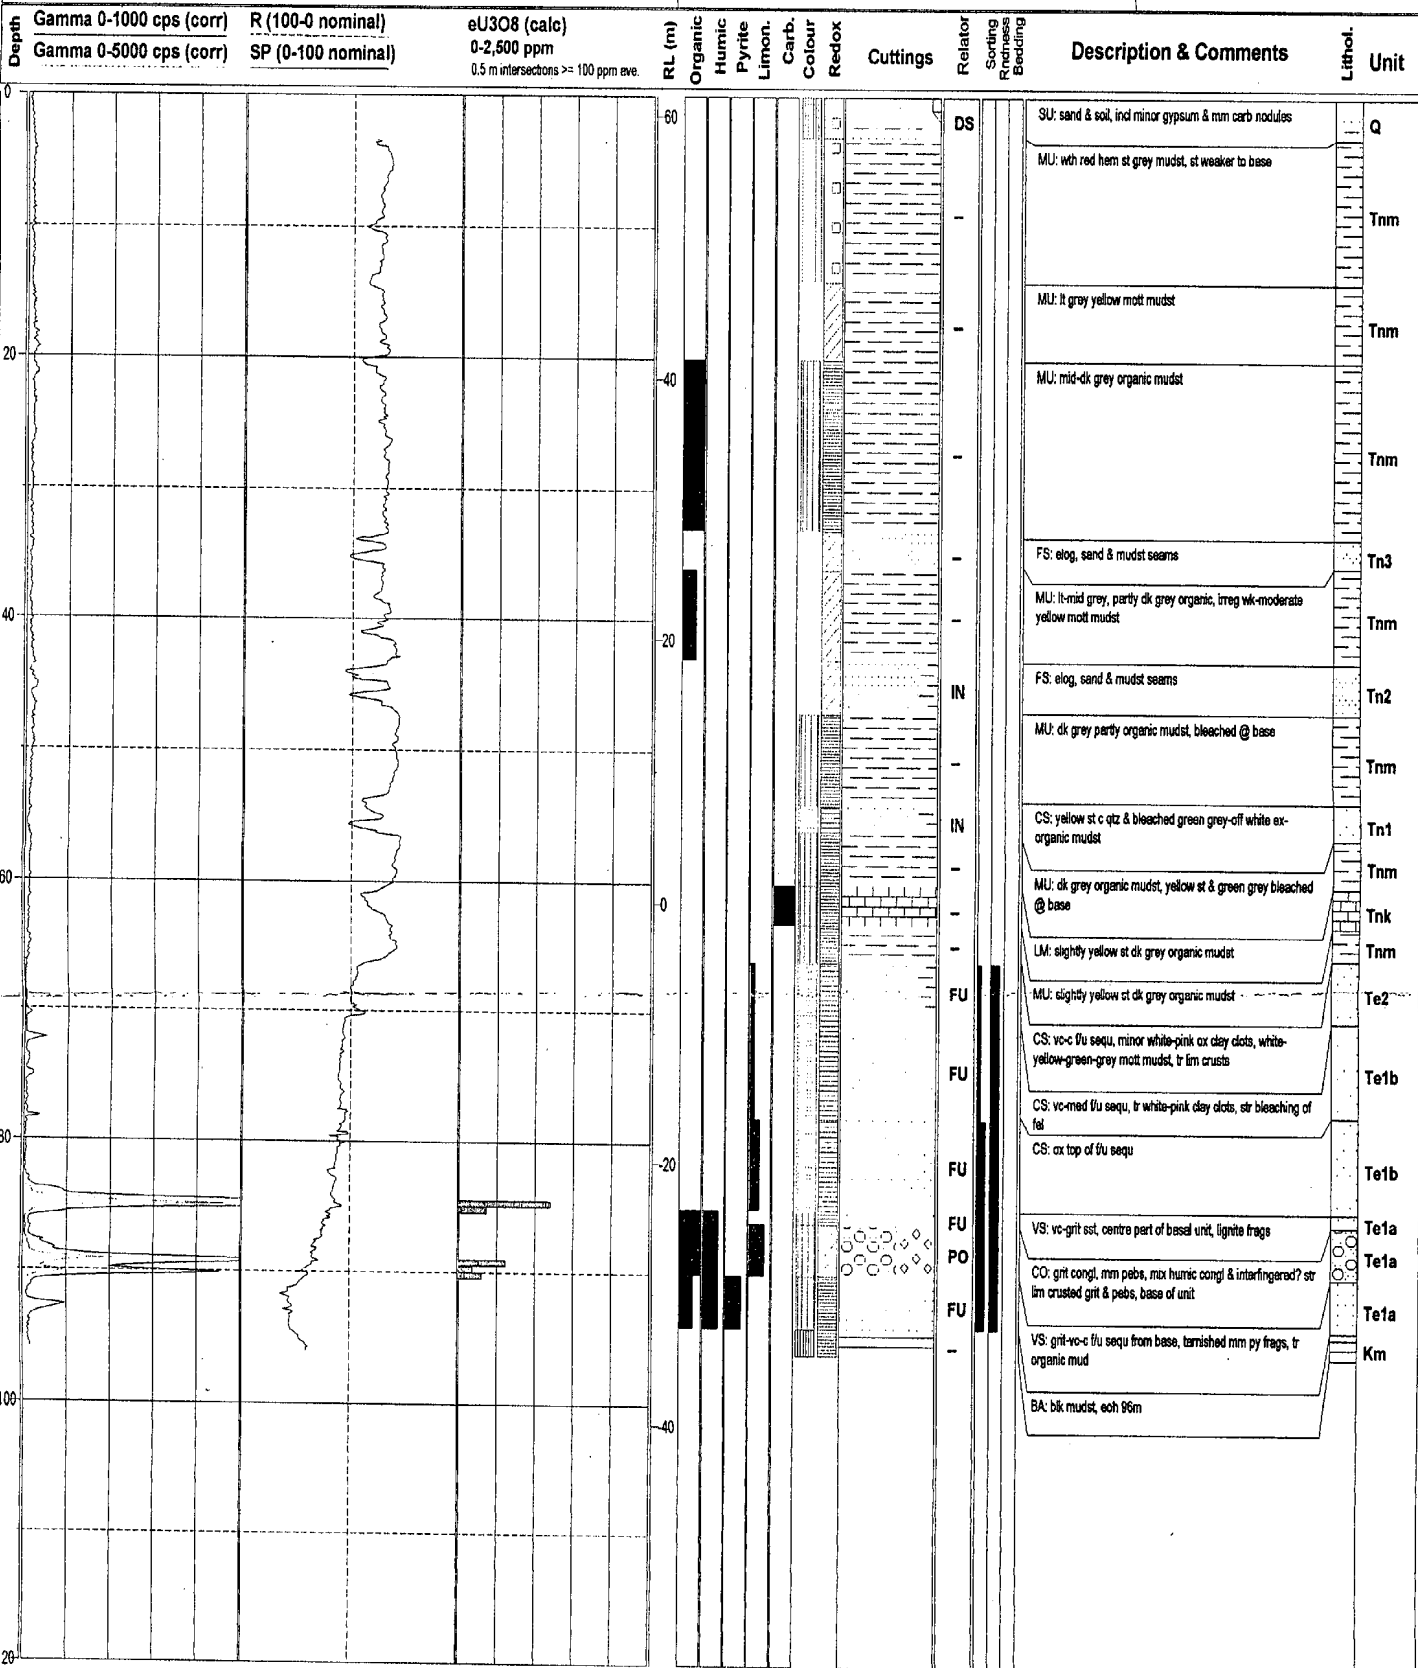 Depth
Gamma 0-1000 cps (corr)
Gamma 0-5000 cps (corr)
R (100-0 nominal)
SP (0-100 nominal)
eU3O8 (calc)
0-2,500 ppm
0.5 m intersections >= 100 ppm ave.
RL (m)
Organic
Humic
Pyrite
Limon.
Carb.
Colour
Redox
Cuttings
Relator
Sorting
Rndness
Bedding
Description & Comments
Lithol.
Unit
0
20
40
60
80
100
20
60
40
20
0
-20
-40
DS
-
-
-
-
-
IN
-
IN
-
-
-
FU
FU
FU
FU
PO
FU
-
SU: sand & soil, incl minor gypsum & mm carb nodules
MU: wth red hem st grey mudst, st weaker to base
MU: lt grey yellow mott mudst
MU: mid-dk grey organic mudst
FS: elog, sand & mudst seams
MU: lt-mid grey, partly dk grey organic, irreg wk-moderate
yellow mott mudst
FS: elog, sand & mudst seams
MU: dk grey partly organic mudst, bleached @ base
CS: yellow st c qtz & bleached green grey-off white ex-
organic mudst
MU: dk grey organic mudst, yellow st & green grey bleached
@ base
LM: slightly yellow st dk grey organic mudst
MU: slightly yellow st dk grey organic mudst
CS: vc-c f/u sequ, minor white-pink ox clay clots, white-
yellow-green-grey mott mudst, tr lim crusts
CS: vc-med f/u sequ, tr white-pink clay clots, str bleaching of
fel
CS: ox top of f/u sequ
VS: vc-grit sst, centre part of basal unit, lignite frags
CO: grit congl, mm pebs, mix humic congl & interfingered? str
lim crusted grit & pebs, base of unit
VS: grit-vc-c f/u sequ from base, tarnished mm py frags, tr
organic mud
BA: blk mudst, eoh 96m
Q
Tnm
Tnm
Tnm
Tn3
Tnm
Tn2
Tnm
Tn1
Tnm
Tnk
Tnm
Te2
Te1b
Te1b
Te1a
Te1a
Te1a
Km